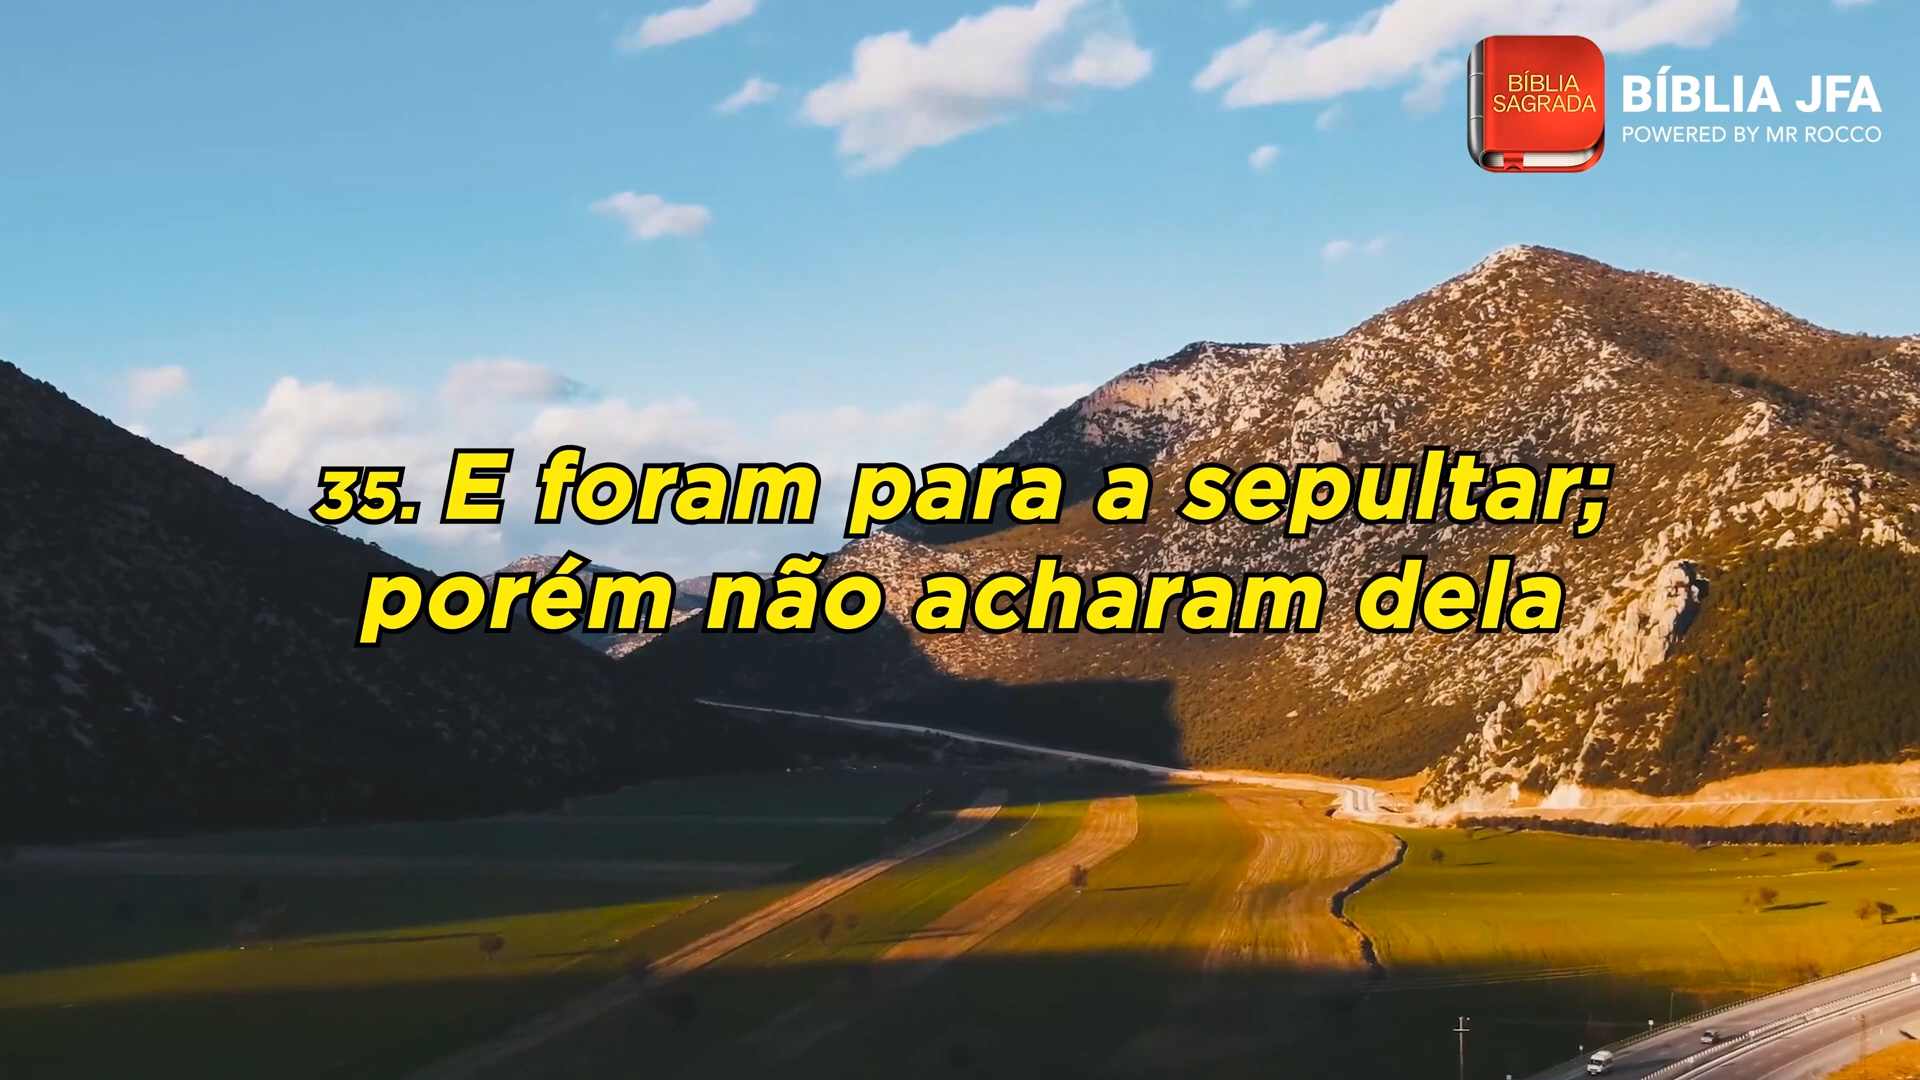 BÍBLIA
SAGRADA
BÍBLIA JFA
POWERED BY MR ROCCO
35. E foram para a sepultar;
porém não acharam dela